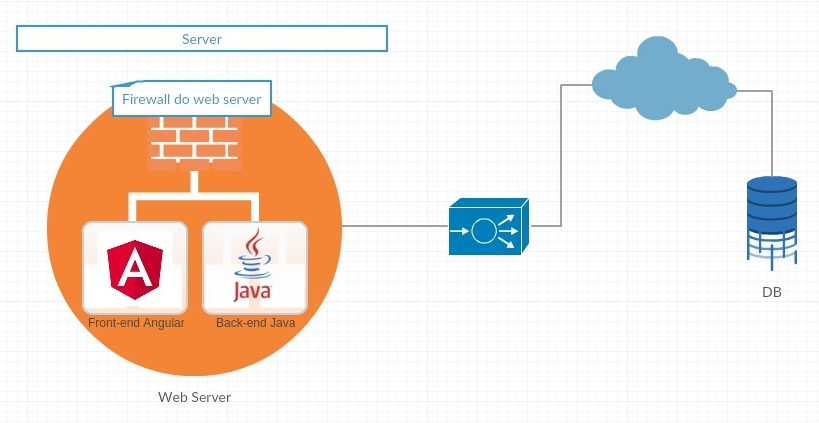 Server
Firewall do web server
A
Java
Front-end Angular
Back-end Java
Web Server
DB